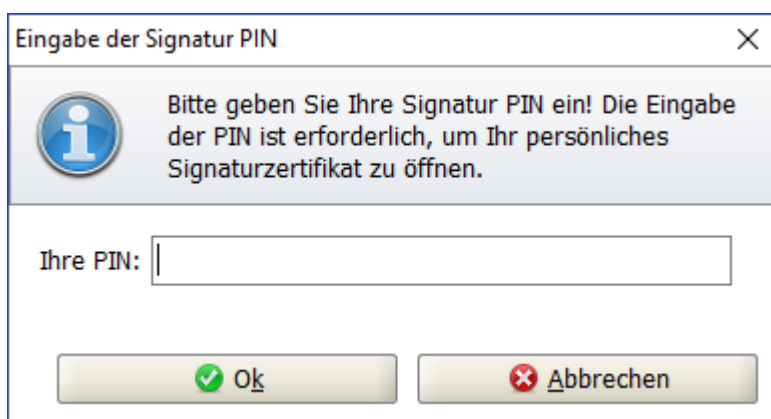 Eingabe der Signatur PIN
Bitte geben Sie Ihre Signatur PIN ein! Die Eingabe
der PIN ist erforderlich, um Ihr persönliches
Signaturzertifikat zu öffnen.
Ihre PIN:
Ok
Abbrechen